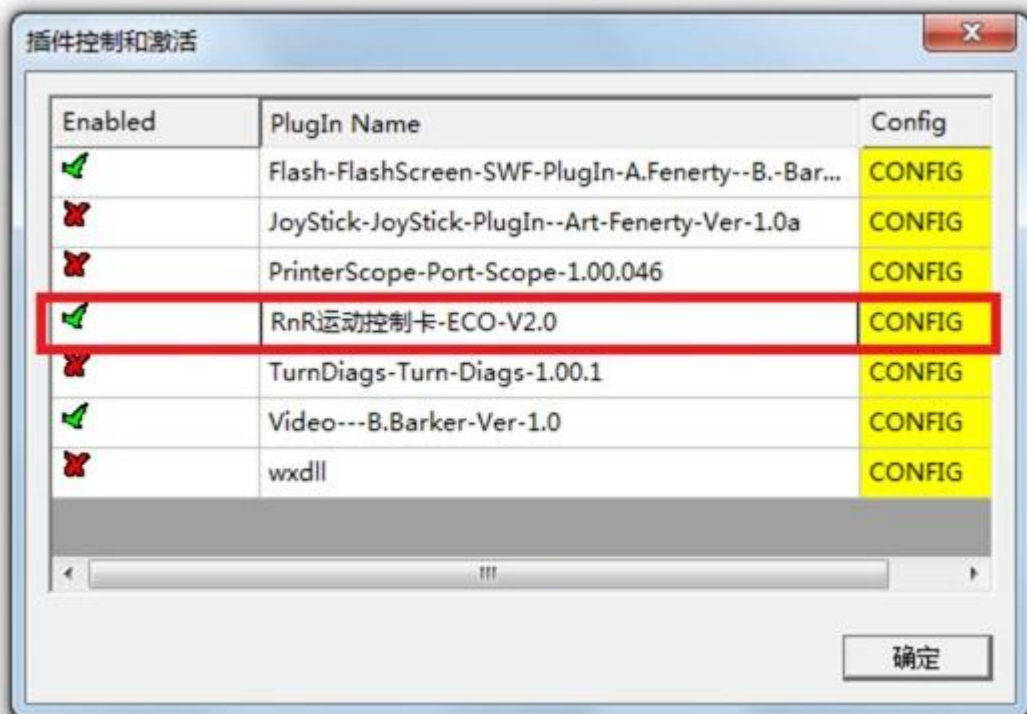 插件控制和激活
Enabled PlugIn Name Config
Flash-FlashScreen-SWF-PlugIn-A.Fenerty--B.-Bar... CONFIG
JoyStick-JoyStick-PlugIn--Art-Fenerty-Ver-1.0a CONFIG
PrinterScope-Port-Scope-1.00.046 CONFIG
RnR运动控制卡-ECO-V2.0 CONFIG
TurnDiags-Turn-Diags-1.00.1 CONFIG
Video---B.Barker-Ver-1.0 CONFIG
wxdll CONFIG
确定